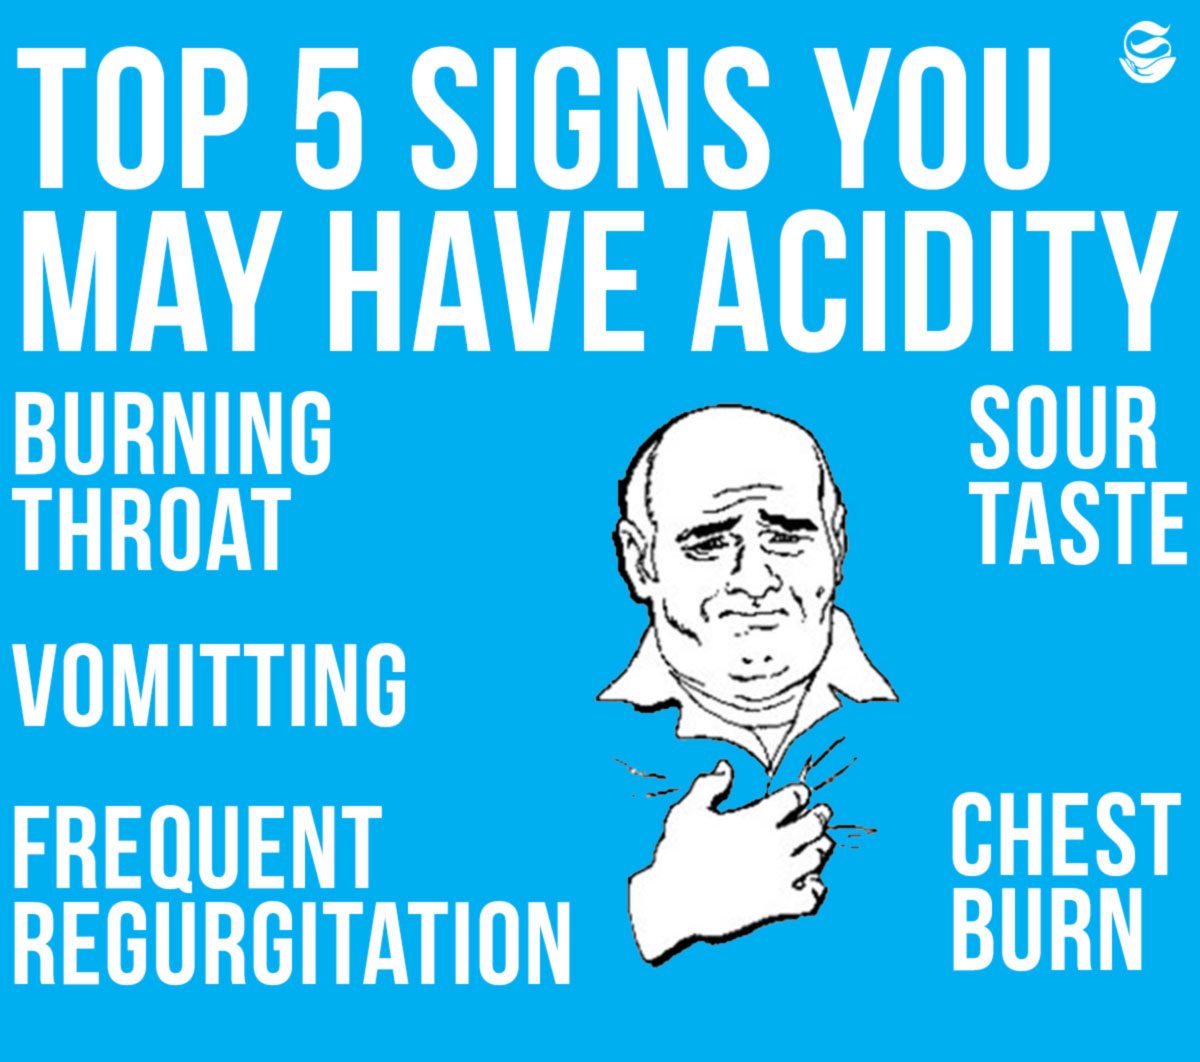 TOP 5 SIGNS YOU
MAY HAVE ACIDITY
BURNING
THROAT
SOUR
TASTE
VOMITTING
FREQUENT
REGURGITATION
CHEST
BURN